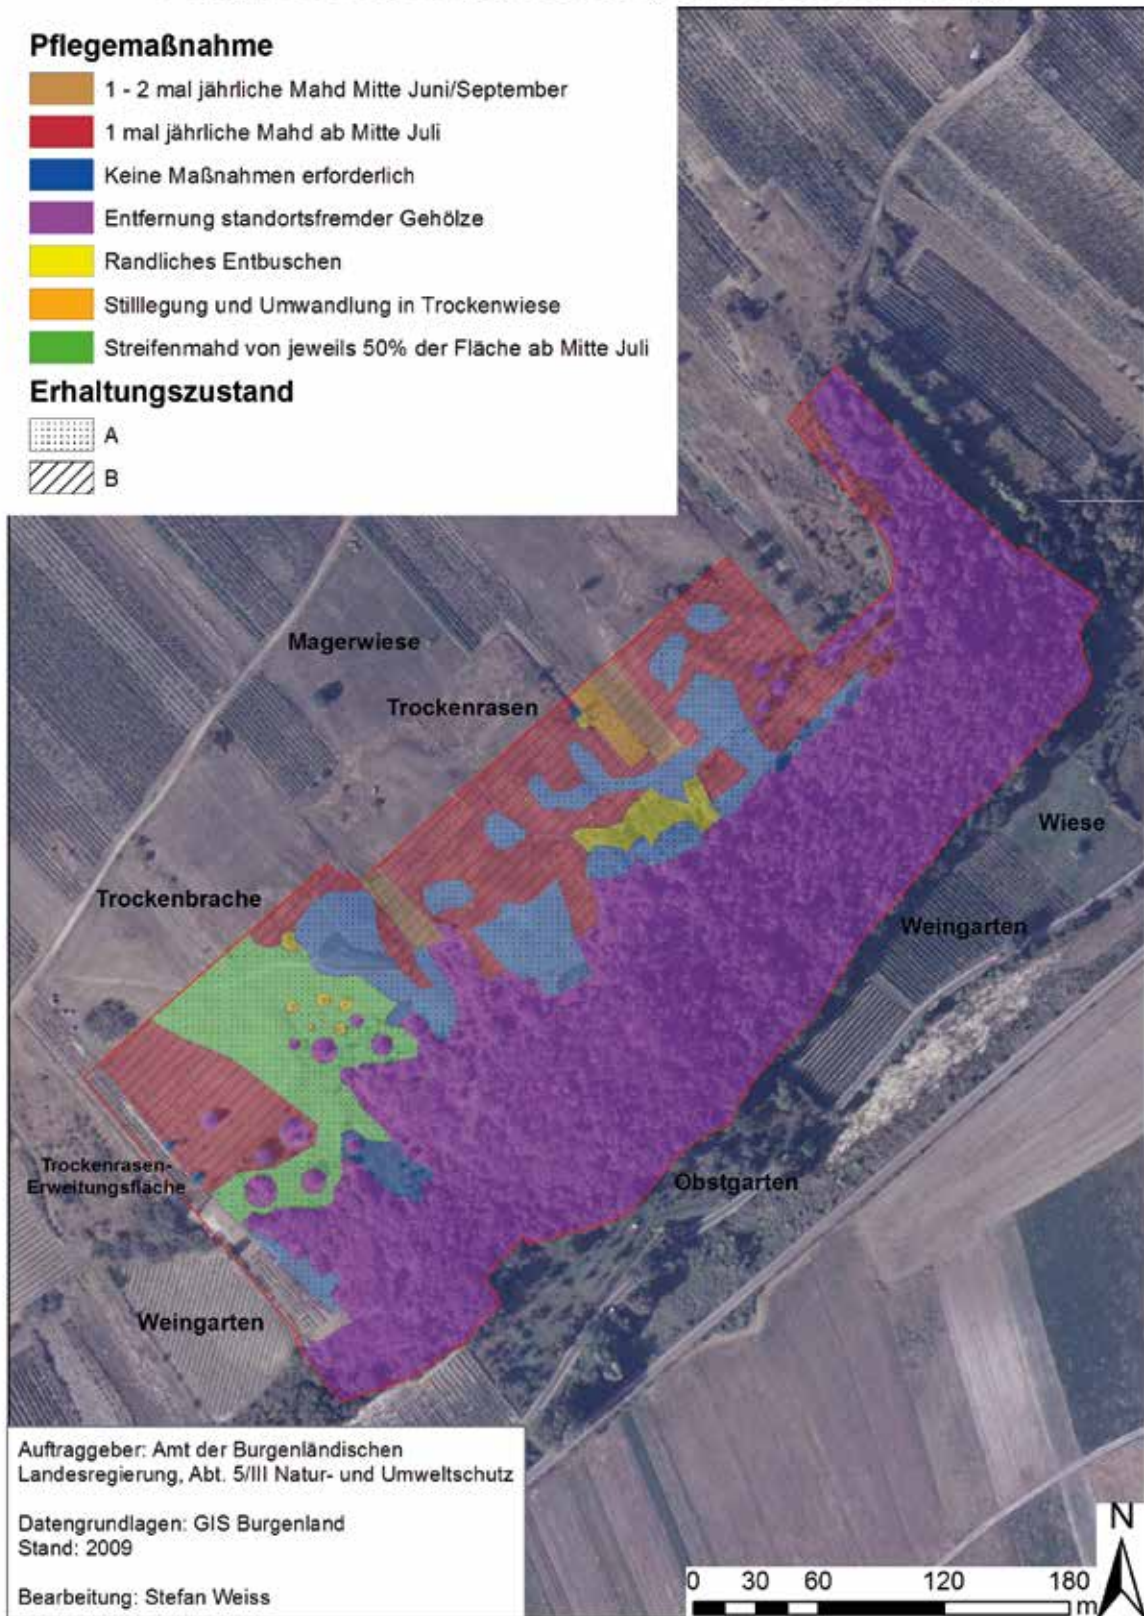 Pflegemaßnahme
1 - 2 mal jährliche Mahd Mitte Juni/September
1 mal jährliche Mahd ab Mitte Juli
Keine Maßnahmen erforderlich
Entfernung standortsfremder Gehölze
Randliches Entbuschen
Stilllegung und Umwandlung in Trockenwiese
Streifenmahd von jeweils 50% der Fläche ab Mitte Juli
Erhaltungszustand
A
B
Magerwiese
Trockenrasen
Wiese
Trockenbrache
Weingarten
Trockenrasen-
Erweitungsfläche
Obstgarten
Weingarten
Auftraggeber: Amt der Burgenländischen
Landesregierung, Abt. 5/III Natur- und Umweltschutz
Datengrundlagen: GIS Burgenland
Stand: 2009
Bearbeitung: Stefan Weiss
N
0 30 60 120 180
m